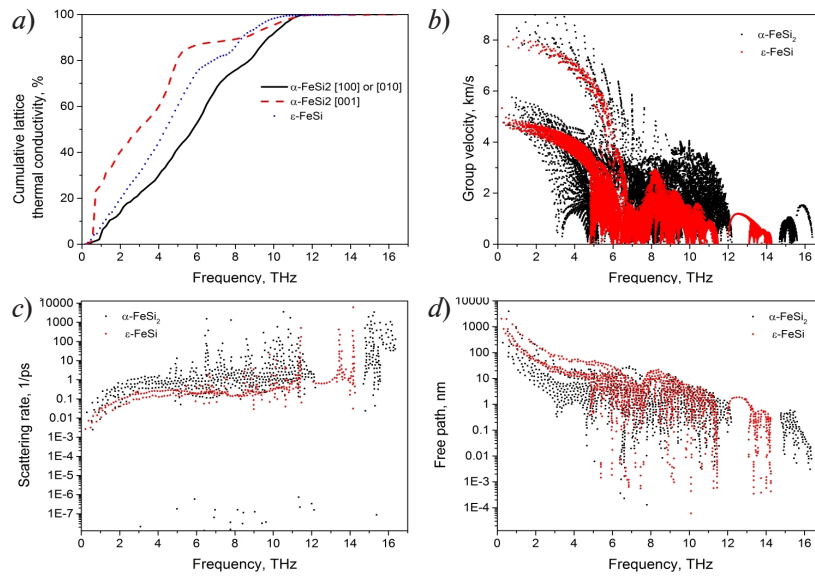 a)
Cumulative lattice
thermal conductivity, %
100
80
60
40
20
0
α-FeSi2 [100] or [010]
α-FeSi2 [001]
ε-FeSi
0 2 4 6 8 10 12 14 16
Frequency, THz
b)
Group velocity, km/s
8
6
4
2
0
α-FeSi₂
ε-FeSi
0 2 4 6 8 10 12 14 16
Frequency, THz
c)
Scattering rate, 1/ps
10000
1000
100
10
1
0.1
0.01
1E-3
1E-4
1E-5
1E-6
1E-7
α-FeSi₂
ε-FeSi
0 2 4 6 8 10 12 14 16
Frequency, THz
d)
Free path, nm
10000
1000
100
10
1
0.1
0.01
1E-3
1E-4
α-FeSi₂
ε-FeSi
0 2 4 6 8 10 12 14 16
Frequency, THz